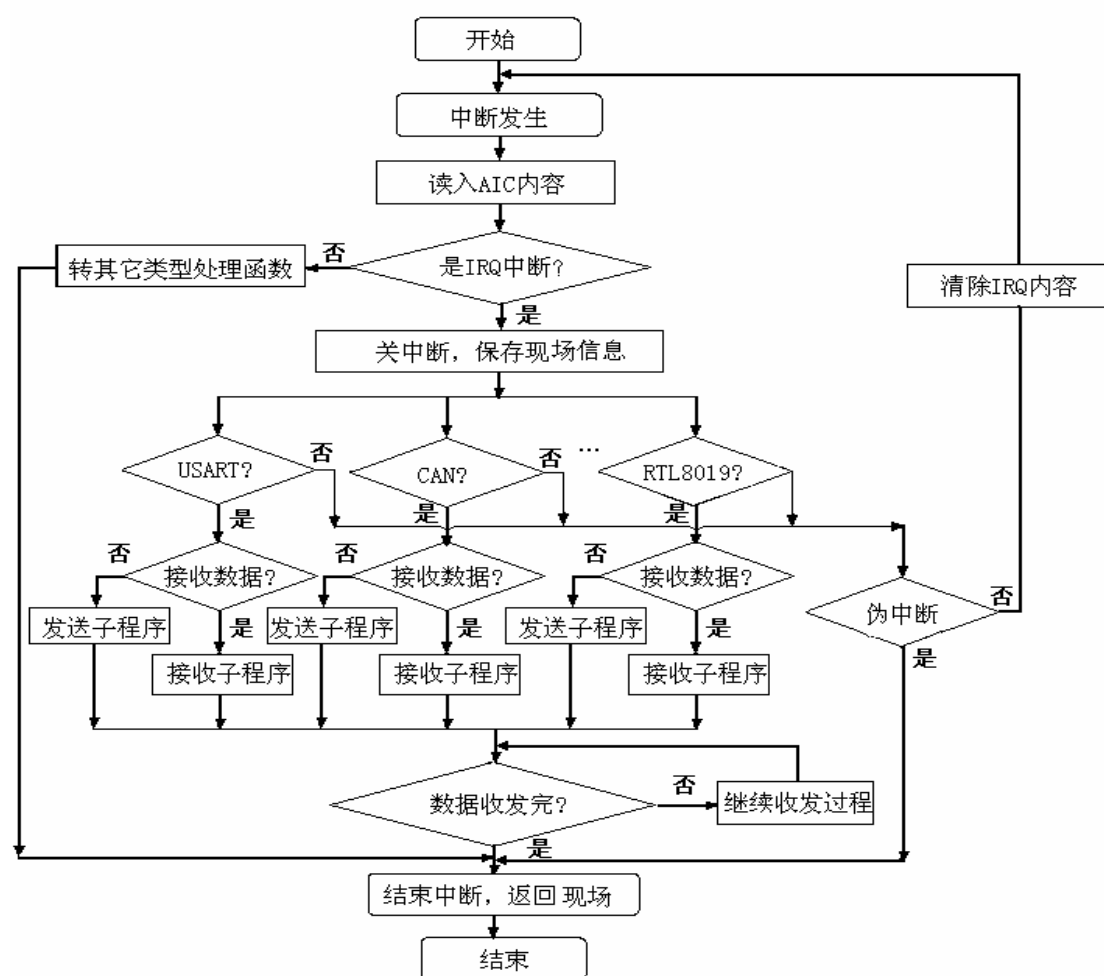 开始
中断发生
读入AIC内容
否
转其它类型处理函数
是IRQ中断?
清除IRQ内容
是
关中断，保存现场信息
否
否
...
USART?
CAN?
RTL8019?
是
是
是
否
否
否
接收数据?
接收数据?
接收数据?
伪中断
否
发送子程序
是
发送子程序
是
发送子程序
是
是
接收子程序
接收子程序
接收子程序
数据收发完?
否
继续收发过程
是
结束中断，返回现场
结束